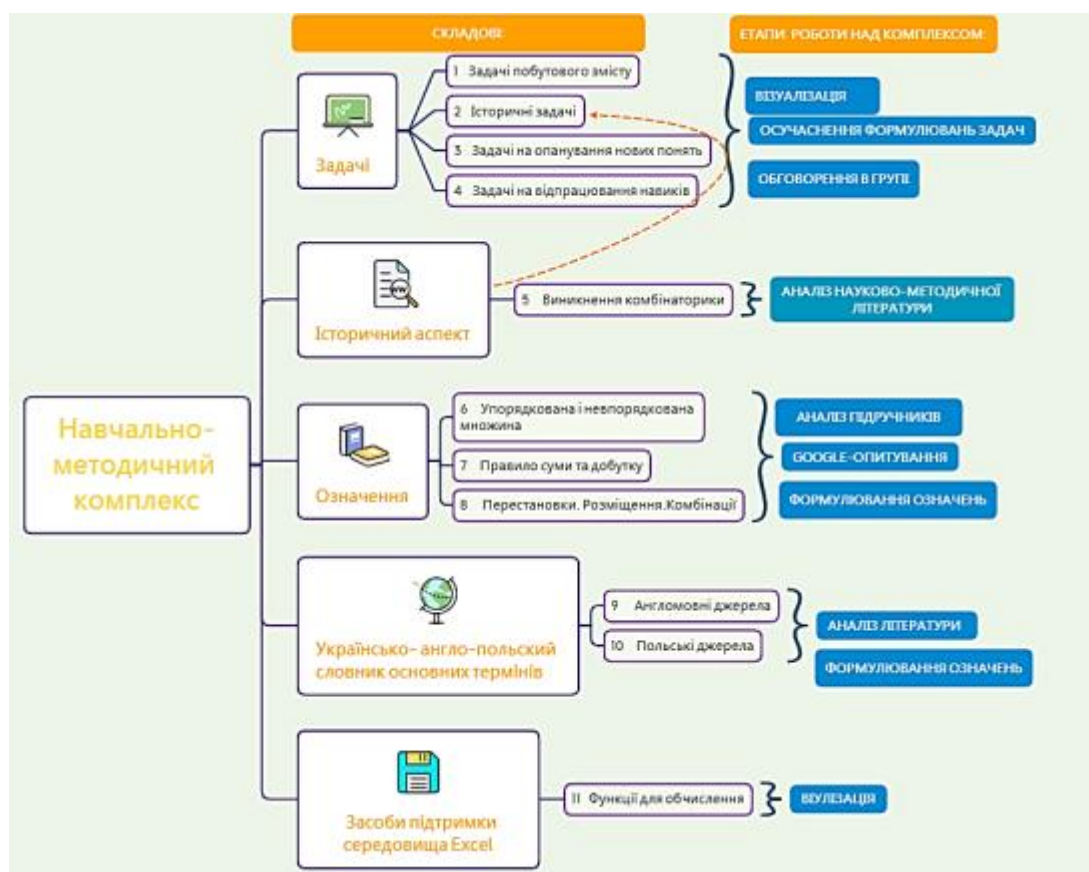 СКЛАДОВІ:
ЕТАПИ РОБОТИ НАД КОМПЛЕКСОМ:
Навчально-
методичний
комплекс
Задачі
1 Задачі побутового змісту
2 Історичні задачі
3 Задачі на опанування нових понять
4 Задачі на відпрацювання навиків
ВІЗУАЛІЗАЦІЯ
ОСУЧАСНЕННЯ ФОРМУЛЮВАНЬ ЗАДАЧ
ОБГОВОРЕННЯ В ГРУПІ
Історичний аспект
5 Виникнення комбінаторики
АНАЛІЗ НАУКОВО-МЕТОДИЧНОЇ
ЛІТЕРАТУРИ
Означення
6 Упорядкована і невпорядкована
множина
7 Правило суми та добутку
8 Перестановки. Розміщення.Комбінації
АНАЛІЗ ПІДРУЧНИКІВ
GOOGLE-ОПИТУВАННЯ
ФОРМУЛЮВАННЯ ОЗНАЧЕНЬ
Українсько- англо-польский
словник основних термінів
9 Англомовні джерела
10 Польські джерела
АНАЛІЗ ЛІТЕРАТУРИ
ФОРМУЛЮВАННЯ ОЗНАЧЕНЬ
Засоби підтримки
середовища Excel
11 Функції для обчислення
ВІУЛІЗАЦІЯ